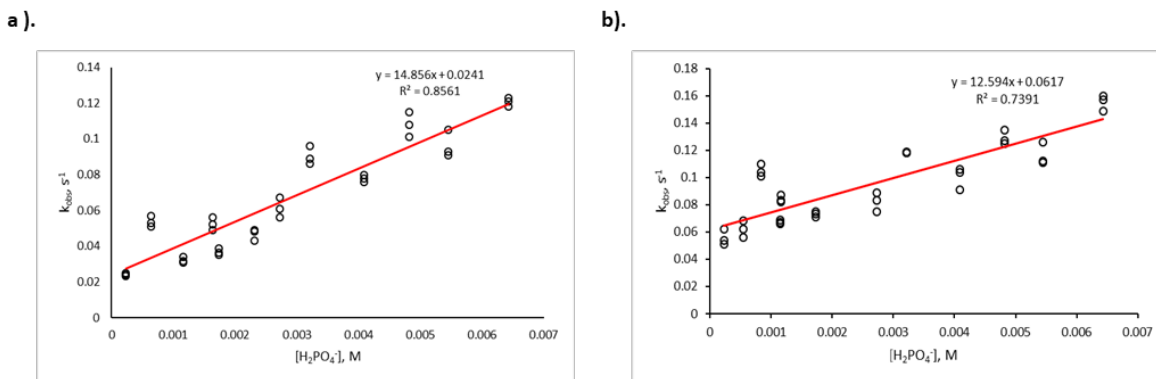 a ).
y = 14.856x + 0.0241
R² = 0.8561
0.14
0.12
0.1
0.08
0.06
0.04
0.02
0
k_obs, s⁻¹
0 0.001 0.002 0.003 0.004 0.005 0.006 0.007
[H₂PO₄⁻], M
b).
y = 12.594x + 0.0617
R² = 0.7391
0.18
0.16
0.14
0.12
0.1
0.08
0.06
0.04
0.02
0
k_obs, s⁻¹
0 0.001 0.002 0.003 0.004 0.005 0.006 0.007
[H₂PO₄⁻], M